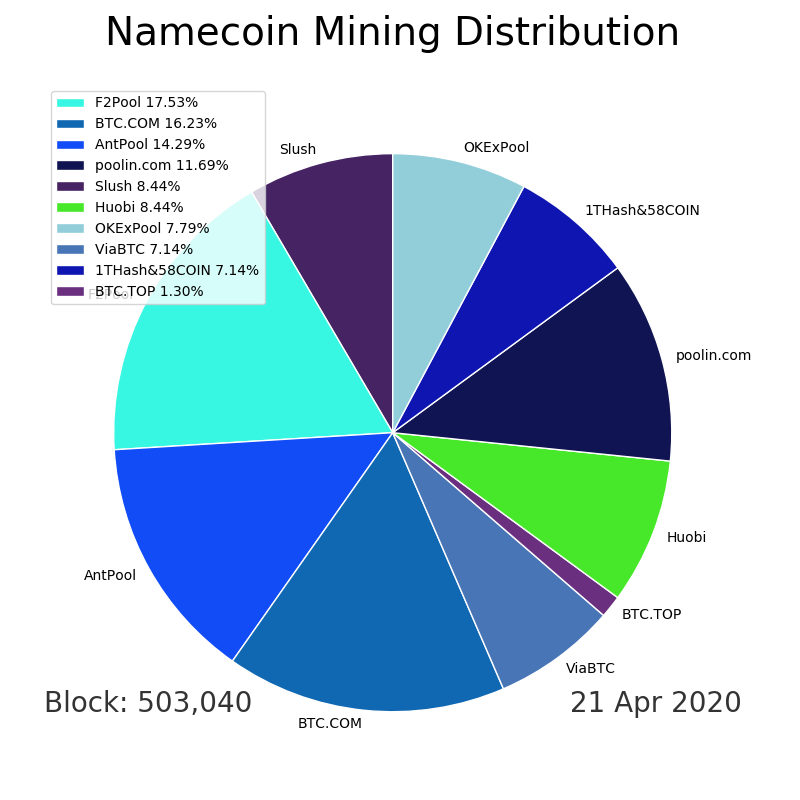 Namecoin Mining Distribution
F2Pool 17.53%
BTC.COM 16.23%
AntPool 14.29%
poolin.com 11.69%
Slush 8.44%
Huobi 8.44%
OKExPool 7.79%
ViaBTC 7.14%
1THash&58COIN 7.14%
BTC.TOP 1.30%
Slush
OKExPool
1THash&58COIN
poolin.com
Huobi
BTC.TOP
ViaBTC
BTC.COM
AntPool
F2Pool
Block: 503,040
21 Apr 2020